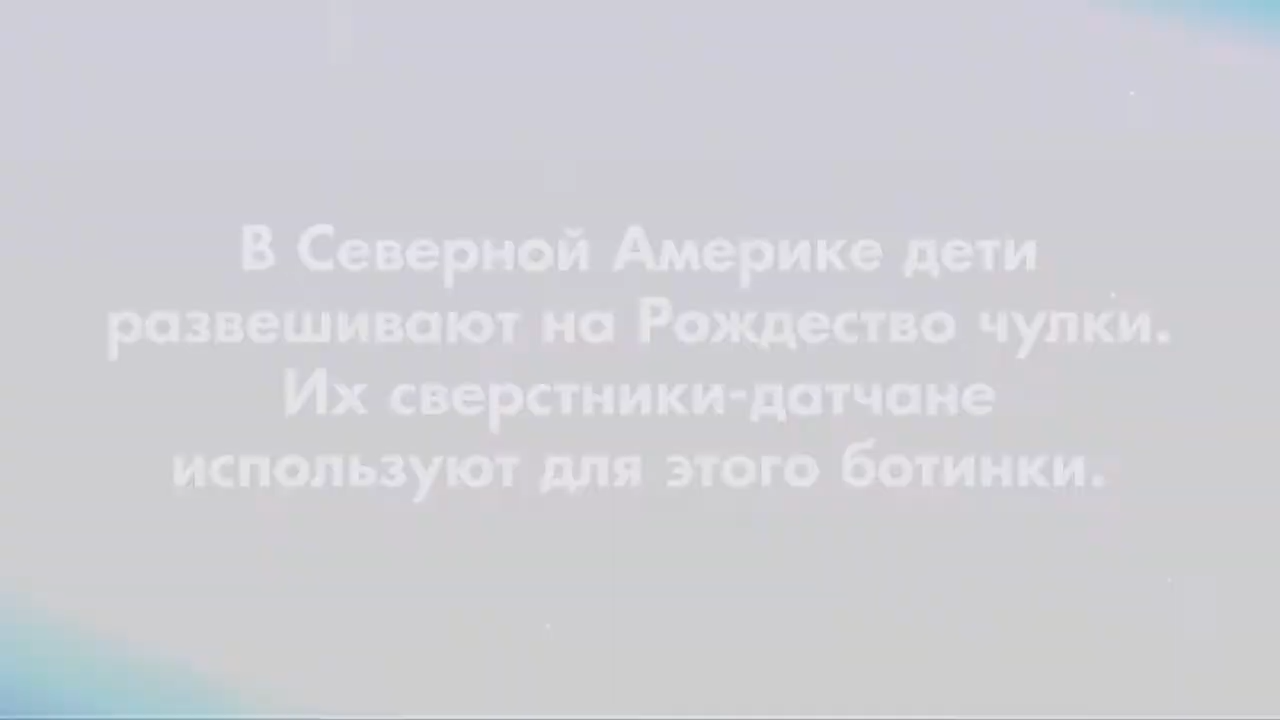 В Северной Америке дети
развешивают на Рождество чулки.
Их сверстники-датчане
используют для этого ботинки.